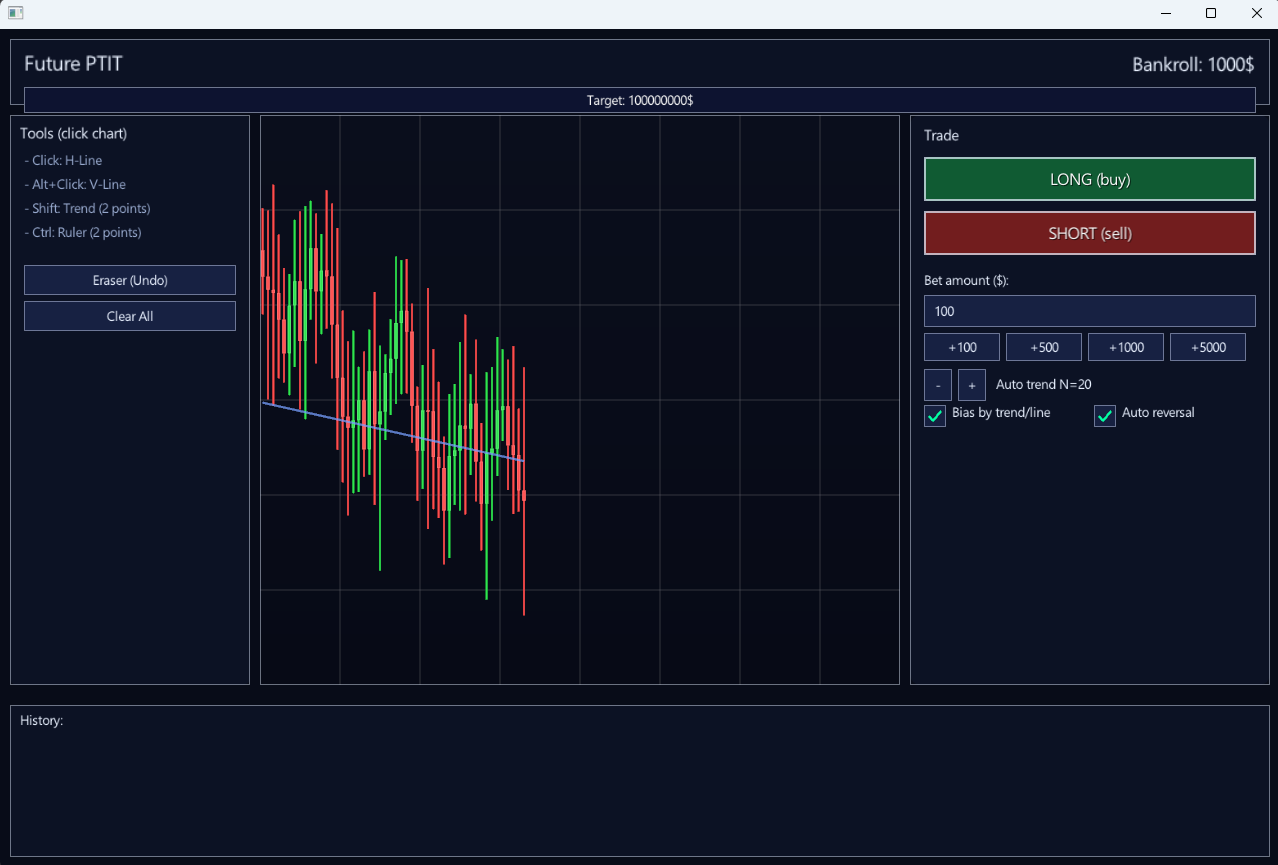 Future PTIT
Bankroll: 1000$
Target: 100000000$
Tools (click chart)
- Click: H-Line
- Alt+Click: V-Line
- Shift: Trend (2 points)
- Ctrl: Ruler (2 points)
Eraser (Undo)
Clear All
Trade
LONG (buy)
SHORT (sell)
Bet amount ($):
100
+100 +500 +1000 +5000
- + Auto trend N=20
Bias by trend/line Auto reversal
History: